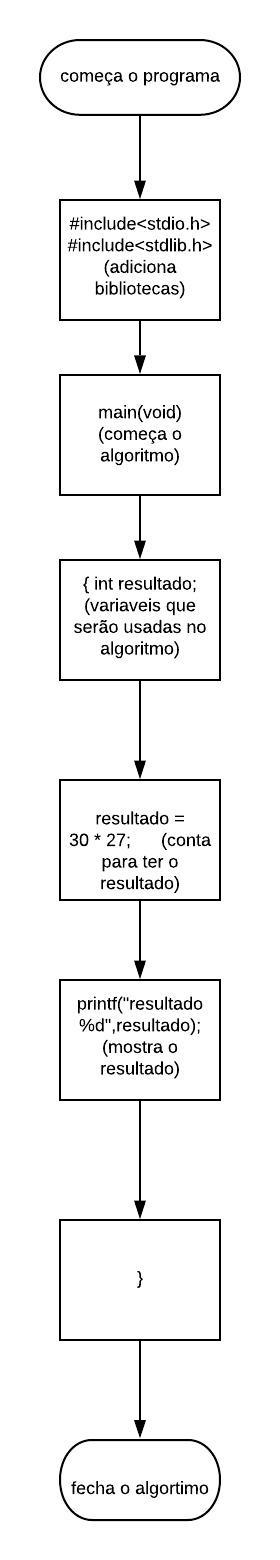 começa o programa
#include<stdio.h>
#include<stdlib.h>
(adiciona
bibliotecas)
main(void)
(começa o
algoritmo)
{ int resultado;
(variaveis que
serão usadas no
algoritmo)
resultado =
30 * 27; (conta
para ter o
resultado)
printf("resultado
%d",resultado);
(mostra o
resultado)
}
fecha o algortimo